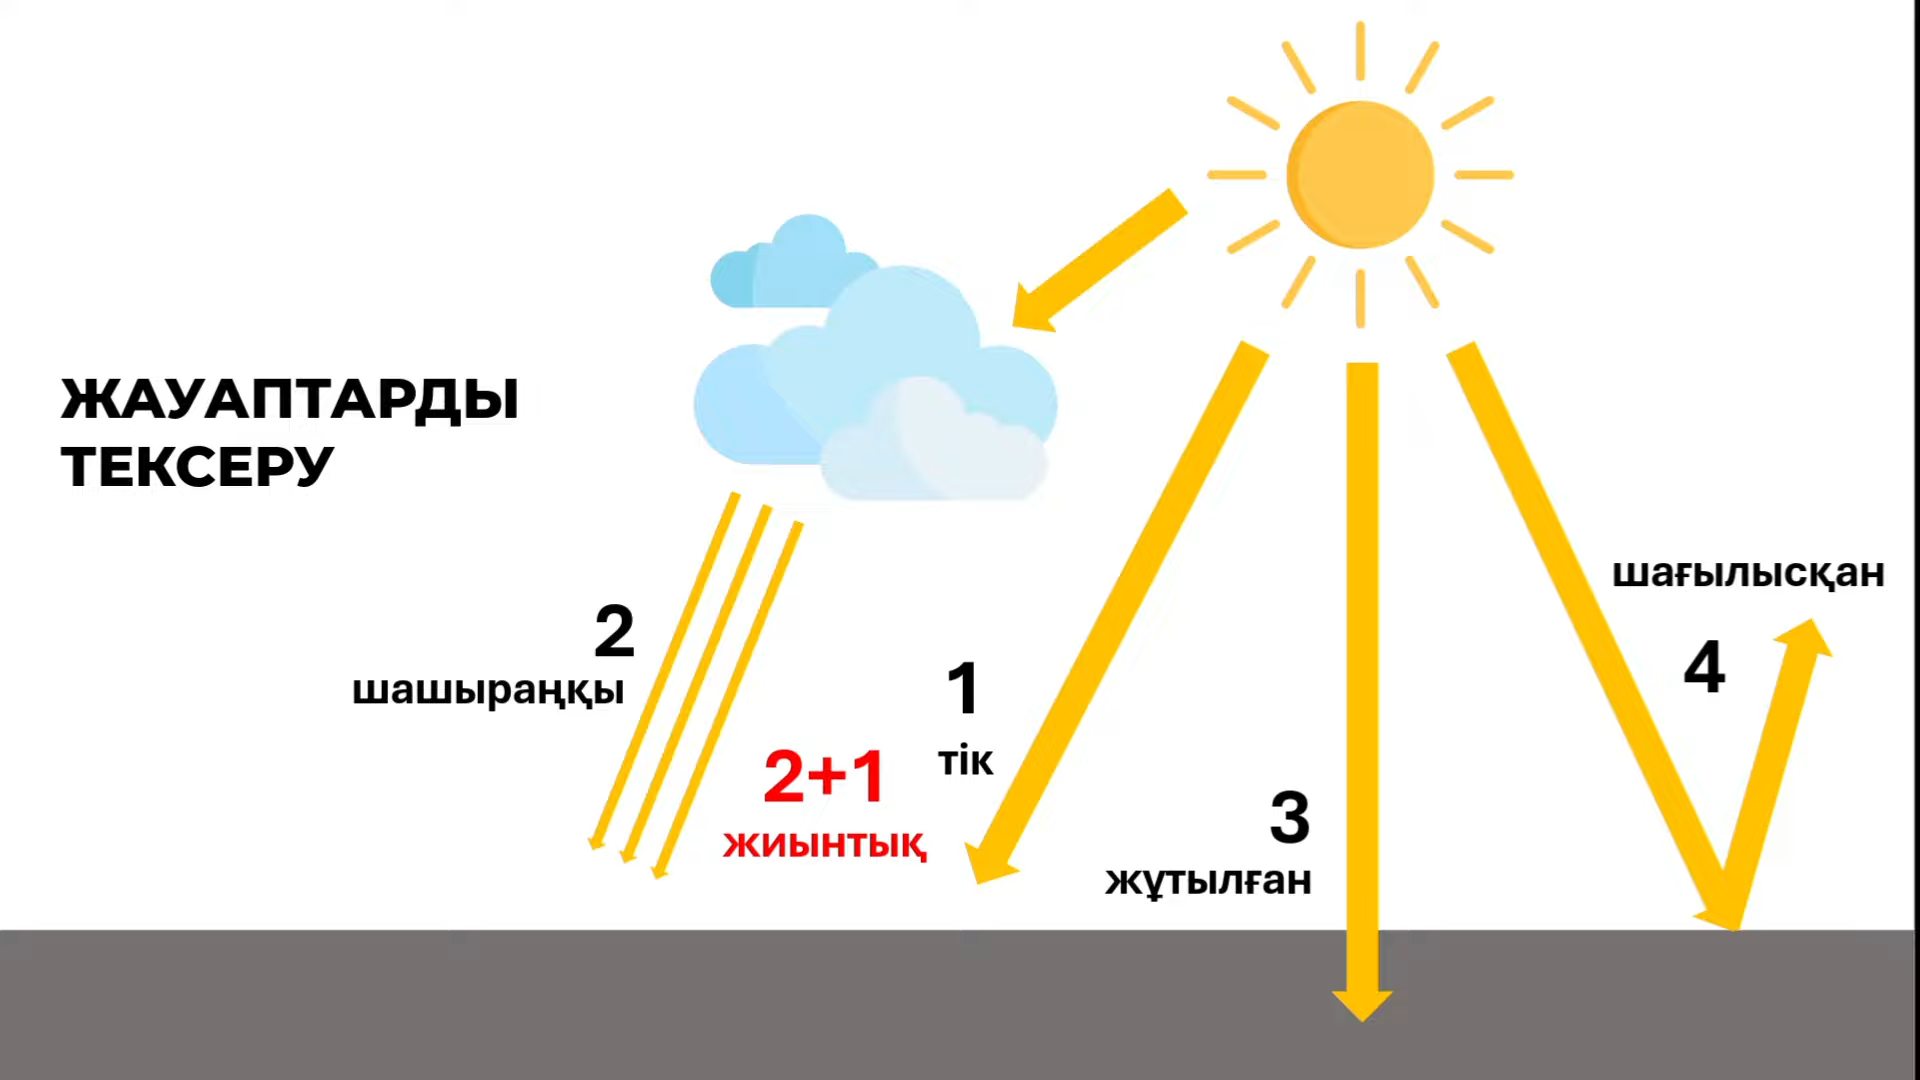 ЖАУАПТАРДЫ
ТЕКСЕРУ
2
шашыраңқы
2+1
жиынтық
1
тік
3
жұтылған
шағылысқан
4